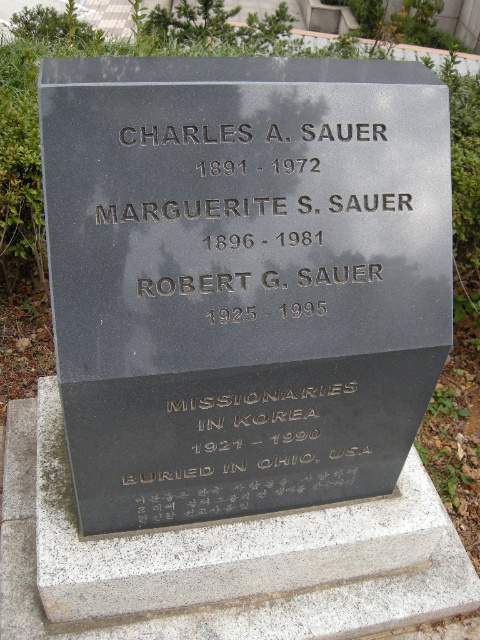 CHARLES A. SAUER
1891 - 1972
MARGUERITE S. SAUER
1896 - 1981
ROBERT G. SAUER
1925 - 1995
MISSIONARIES
IN KOREA
1921 - 1990
BURIED IN OHIO, USA